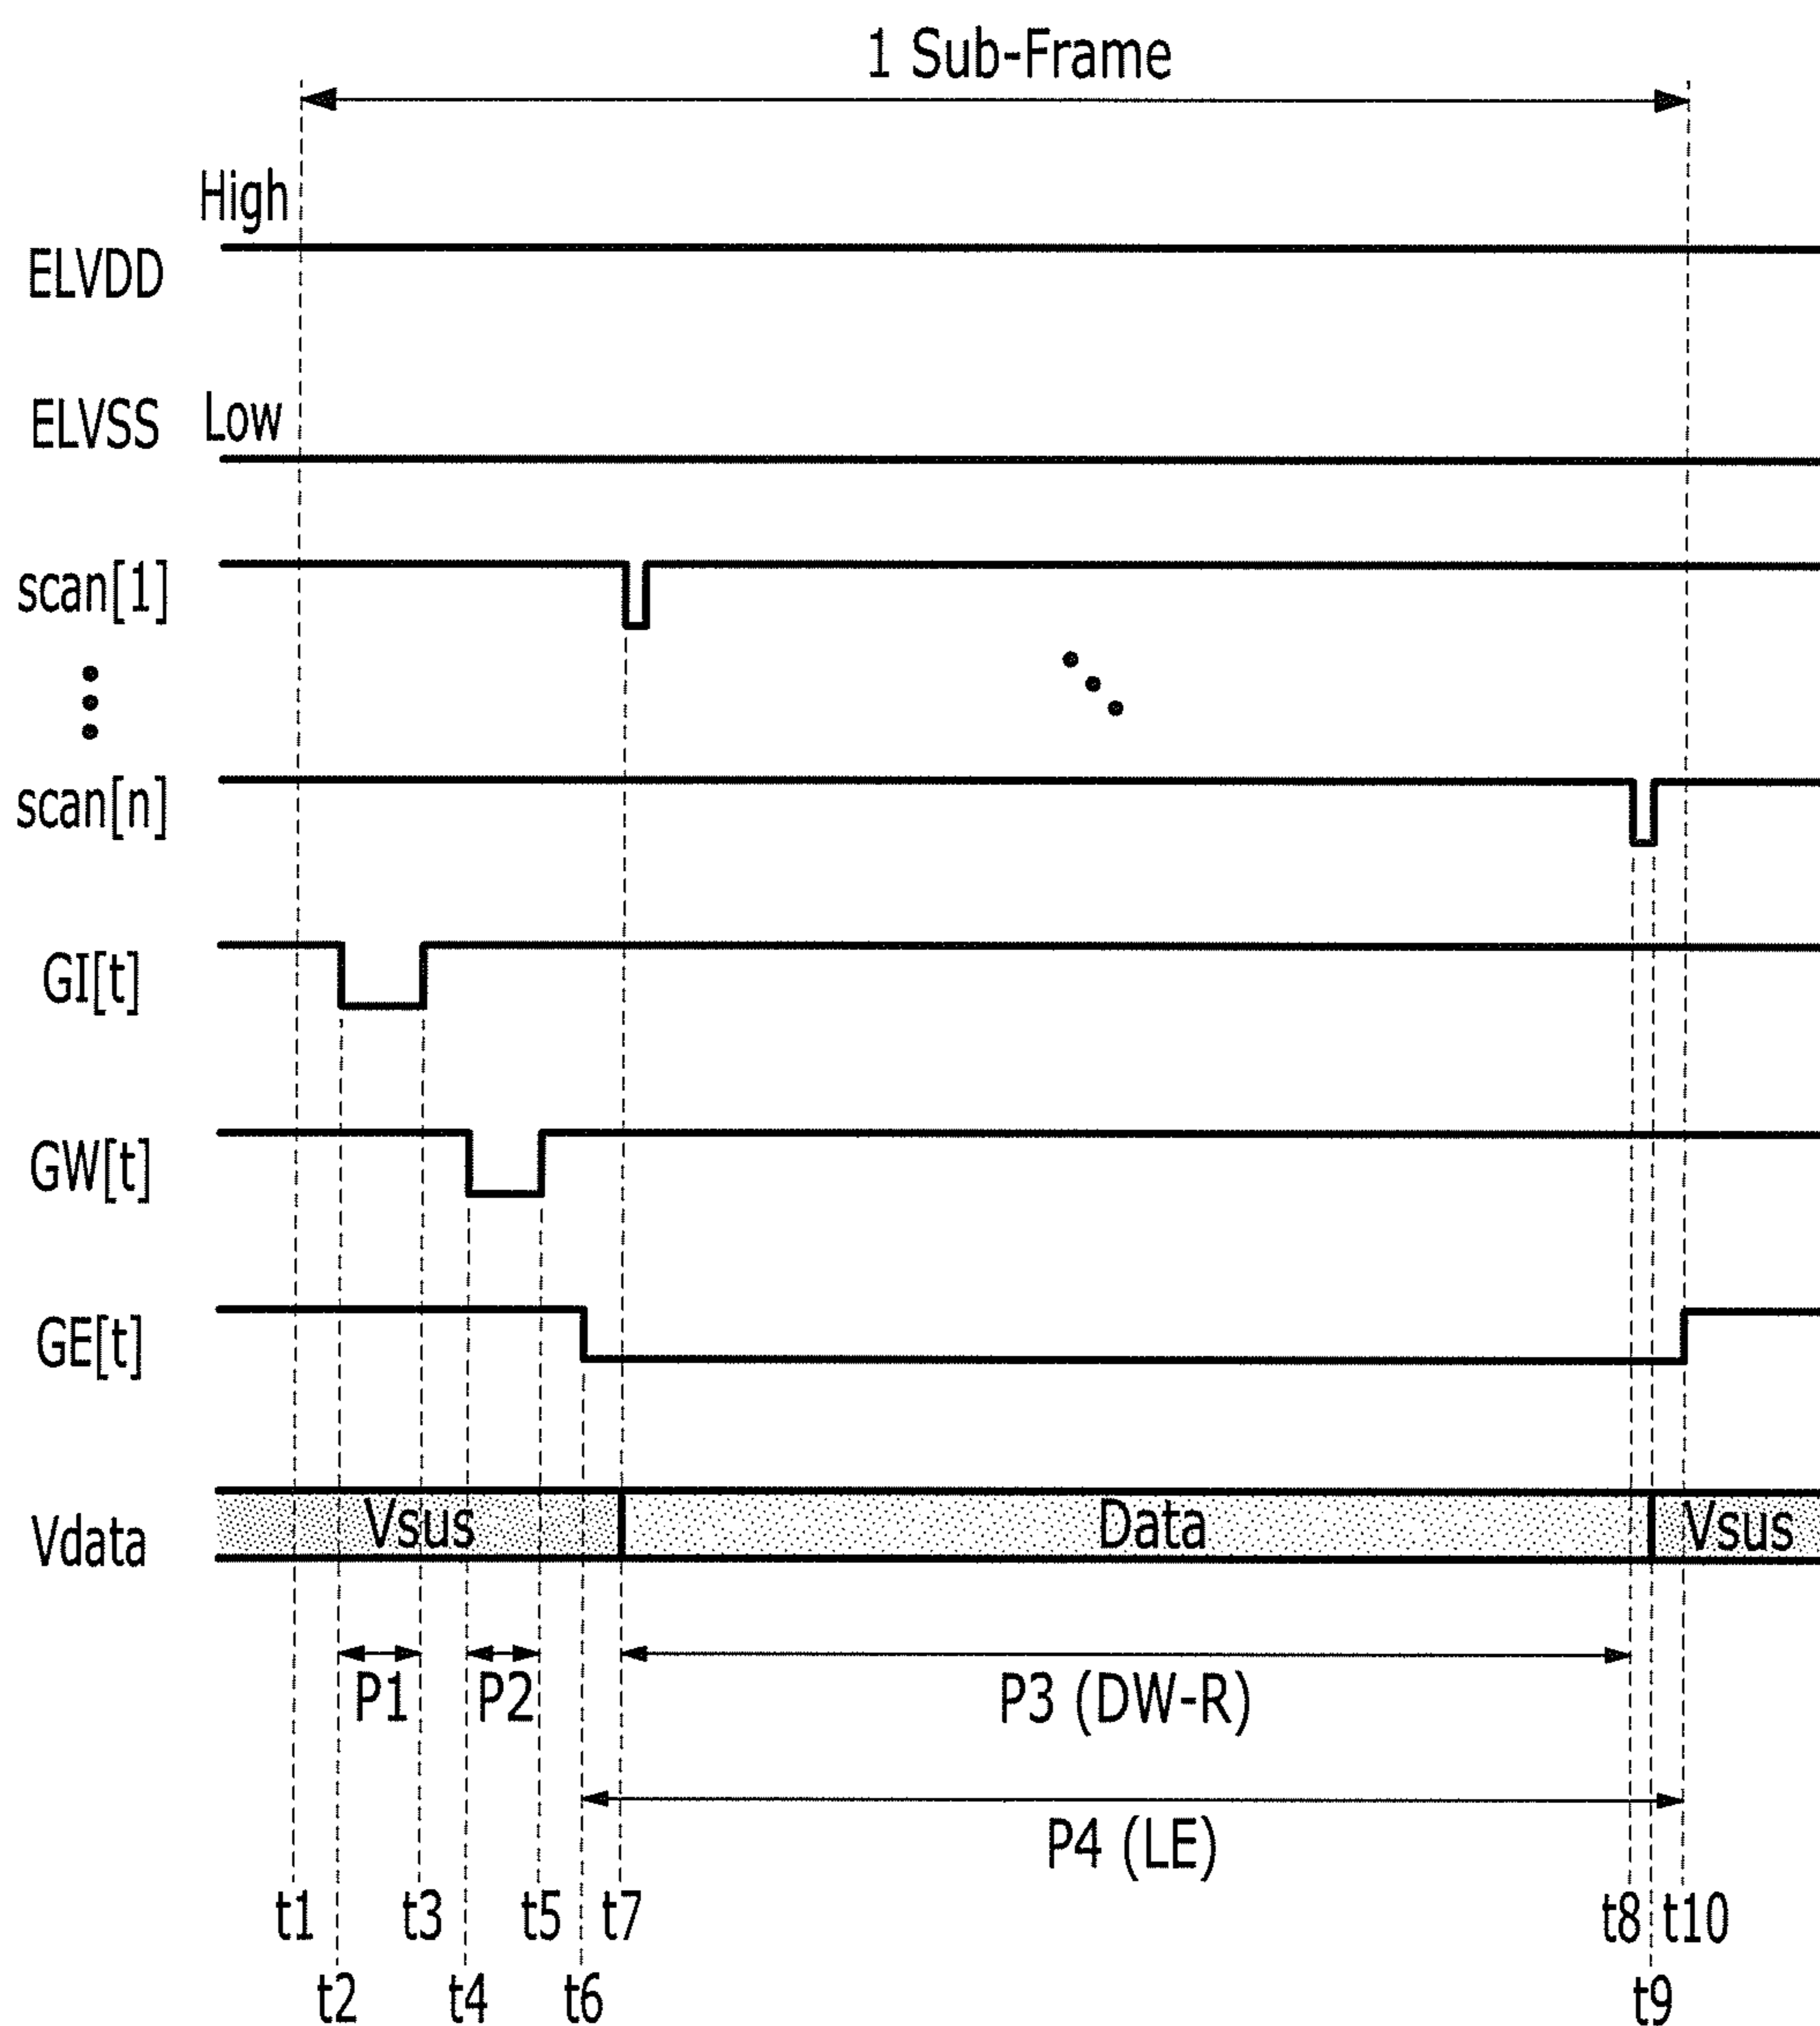 1 Sub-Frame
High
ELVDD
ELVSS Low
scan[1]
scan[n]
GI[t]
GW[t]
GE[t]
Vdata Vsus Data Vsus
P1 P2 P3 (DW-R)
P4 (LE)
t1 t3 t5 t7 t8 t10
t2 t4 t6 t9